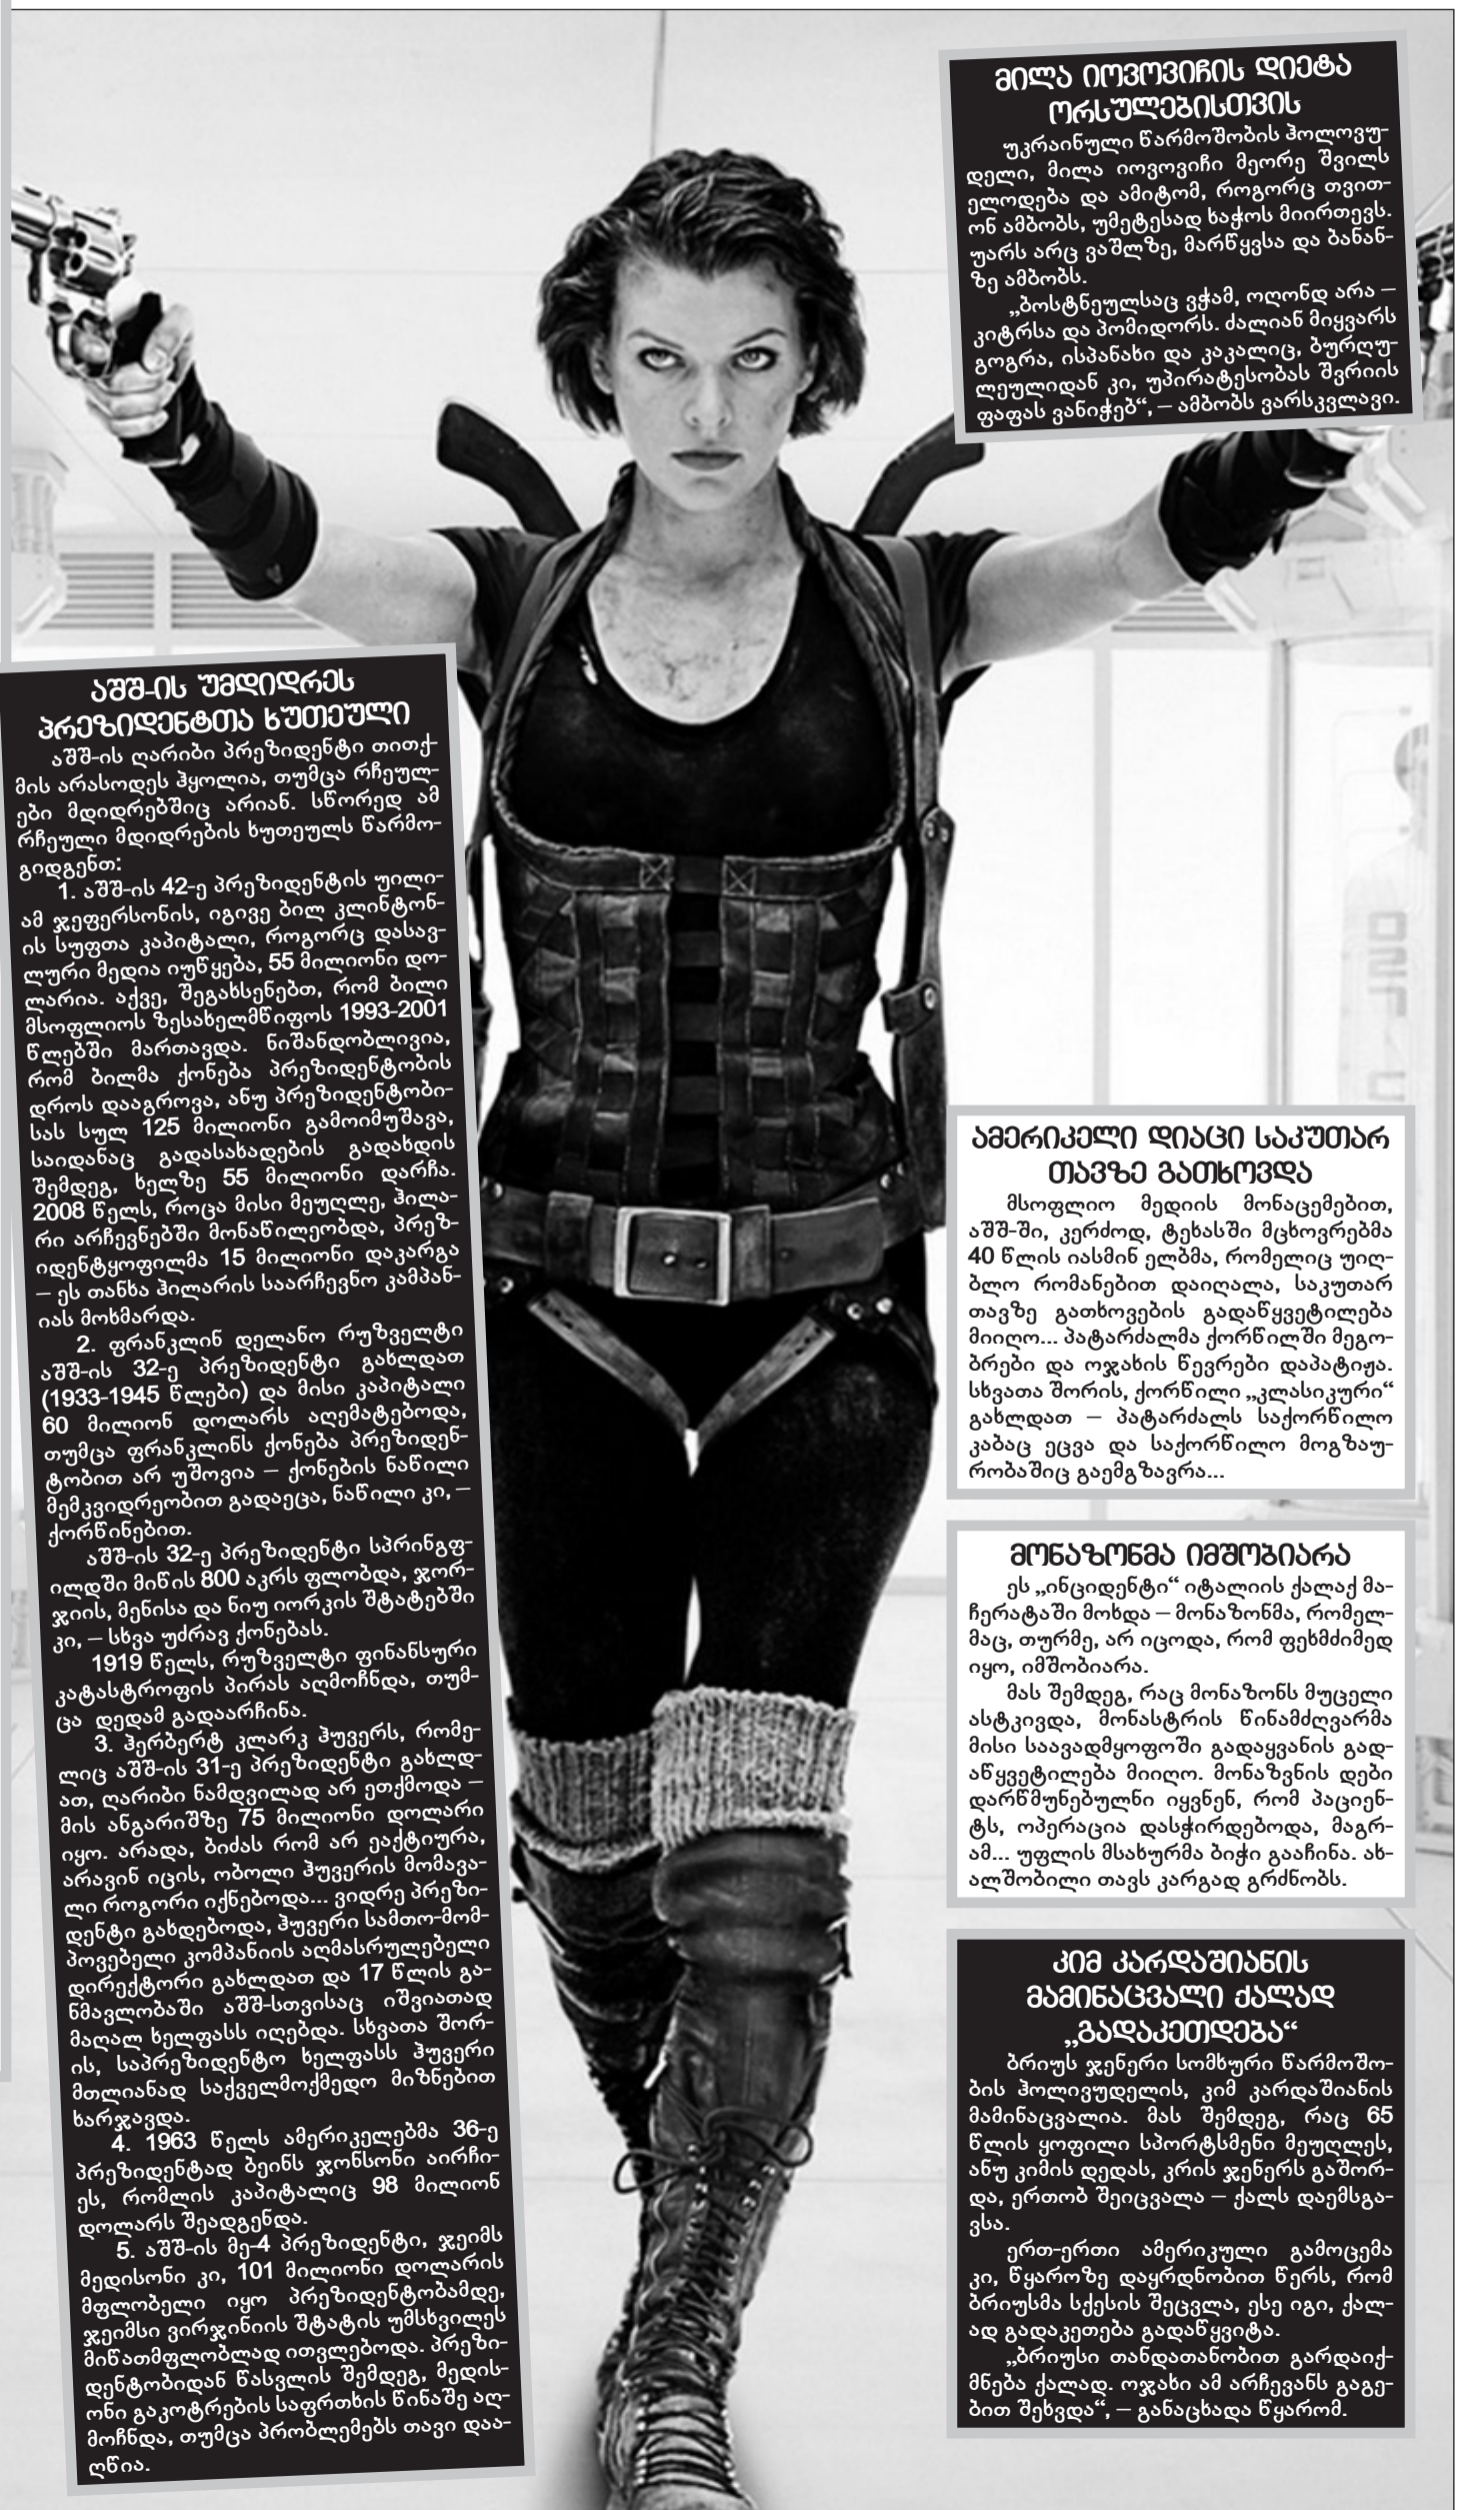 აშშ-ის უმდიდრეს
პრეზიდენტთა ხუთეული
აშშ-ის ღარიბი პრეზიდენტი თითქ-
მის არასოდეს ჰყოლია, თუმცა რჩეულ-
ები მდიდრებშიც არიან. სწორედ ამ
რჩეული მდიდრების ხუთეულს წარმო-
გიდგენთ:
1. აშშ-ის 42-ე პრეზიდენტის უილი-
ამ ჯეფერსონის, იგივე ბილ კლინტონ-
ის სუფთა კაპიტალი, როგორც დასავ-
ლური მედია იუწყება, 55 მილიონი დო-
ლარია. აქვე, შეგახსენებთ, რომ ბილი
მსოფლიოს ზესახელმწიფოს 1993-2001
წლებში მართავდა. ნიშანდობლივია,
რომ ბილმა ქონება პრეზიდენტობის
დროს დააგროვა, ანუ პრეზიდენტობი-
სას სულ 125 მილიონი გამოიმუშავა,
საიდანაც გადასახადების გადახდის
შემდეგ, ხელზე 55 მილიონი დარჩა.
2008 წელს, როცა მისი მეუღლე, ჰილა-
რი არჩევნებში მონაწილეობდა, პრეზ-
იდენტყოფილმა 15 მილიონი დაკარგა
– ეს თანხა ჰილარის საარჩევნო კამპან-
იას მოხმარდა.
2. ფრანკლინ დელანო რუზველტი
აშშ-ის 32-ე პრეზიდენტი გახლდათ
(1933-1945 წლები) და მისი კაპიტალი
60 მილიონ დოლარს აღემატებოდა,
თუმცა ფრანკლინს ქონება პრეზიდენ-
ტობით არ უშოვია – ქონების ნაწილი
მემკვიდრეობით გადაეცა, ნაწილი კი, –
ქორწინებით.
აშშ-ის 32-ე პრეზიდენტი სპრინგფ-
ილდში მიწის 800 აკრს ფლობდა, ჯორ-
ჯიის, მენისა და ნიუ იორკის შტატებში
კი, – სხვა უძრავ ქონებას.
1919 წელს, რუზველტი ფინანსური
კატასტროფის პირას აღმოჩნდა, თუმ-
ცა დედამ გადაარჩინა.
3. ჰერბერტ კლარკ ჰუვერს, რომე-
ლიც აშშ-ის 31-ე პრეზიდენტი გახლდ-
ათ, ღარიბი ნამდვილად არ ეთქმოდა –
მის ანგარიშზე 75 მილიონი დოლარი
იყო. არადა, ბიძას რომ არ ეაქტიურა,
არავინ იცის, ობოლი ჰუვერის მომავა-
ლი როგორი იქნებოდა... ვიდრე პრეზი-
დენტი გახდებოდა, ჰუვერი სამთო-მომ-
პოვებელი კომპანიის აღმასრულებელი
დირექტორი გახლდათ და 17 წლის გა-
ნმავლობაში აშშ-სთვისაც იშვიათად
მაღალ ხელფასს იღებდა. სხვათა შორ-
ის, საპრეზიდენტო ხელფასს ჰუვერი
მთლიანად საქველმოქმედო მიზნებით
ხარჯავდა.
4. 1963 წელს ამერიკელებმა 36-ე
პრეზიდენტად ბეინს ჯონსონი აირჩი-
ეს, რომლის კაპიტალიც 98 მილიონ
დოლარს შეადგენდა.
5. აშშ-ის მე-4 პრეზიდენტი, ჯეიმს
მედისონი კი, 101 მილიონი დოლარის
მფლობელი იყო პრეზიდენტობამდე,
ჯეიმსი ვირჯინიის შტატის უმსხვილეს
მიწათმფლობლად ითვლებოდა. პრეზი-
დენტობიდან წასვლის შემდეგ, მედის-
ონი გაკოტრების საფრთხის წინაშე აღ-
მოჩნდა, თუმცა პრობლემებს თავი დაა-
ღწია.
მილა იოვოვიჩის დიეტა
ორსულებისთვის
უკრაინული წარმოშობის ჰოლოვუ-
დელი, მილა იოვოვიჩი მეორე შვილს
ელოდება და ამიტომ, როგორც თვით-
ონ ამბობს, უმეტესად ხაჭოს მიირთევს.
უარს არც ვაშლზე, მარწყვსა და ბანან-
ზე ამბობს.
„ბოსტნეულსაც ვჭამ, ოღონდ არა –
კიტრსა და პომიდორს. ძალიან მიყვარს
გოგრა, ისპანახი და კაკალიც, ბურღუ-
ლეულიდან კი, უპირატესობას შვრიის
ფაფას ვანიჭებ“, – ამბობს ვარსკვლავი.
ამერიკელი დიაცი საკუთარ
თავზე გათხოვდა
მსოფლიო მედიის მონაცემებით,
აშშ-ში, კერძოდ, ტეხასში მცხოვრებმა
40 წლის იასმინ ელბმა, რომელიც უიღ-
ბლო რომანებით დაიღალა, საკუთარ
თავზე გათხოვების გადაწყვეტილება
მიიღო... პატარძალმა ქორწილში მეგო-
ბრები და ოჯახის წევრები დაპატიჟა.
სხვათა შორის, ქორწილი „კლასიკური“
გახლდათ – პატარძალს საქორწილო
კაბაც ეცვა და საქორწილო მოგზაუ-
რობაშიც გაემგზავრა...
მონაზონმა იმშობიარა
ეს „ინციდენტი“ იტალიის ქალაქ მა-
ჩერატაში მოხდა – მონაზონმა, რომელ-
მაც, თურმე, არ იცოდა, რომ ფეხმძიმედ
იყო, იმშობიარა.
მას შემდეგ, რაც მონაზონს მუცელი
ასტკივდა, მონასტრის წინამძღვარმა
მისი საავადმყოფოში გადაყვანის გად-
აწყვეტილება მიიღო. მონაზვნის დები
დარწმუნებულნი იყვნენ, რომ პაციენ-
ტს, ოპერაცია დასჭირდებოდა, მაგრ-
ამ... უფლის მსახურმა ბიჭი გააჩინა. ახ-
ალშობილი თავს კარგად გრძნობს.
კიმ კარდაშიანის
მამინაცვალი ქალად
„გადაკეთდება“
ბრიუს ჯენერი სომხური წარმოშო-
ბის ჰოლივუდელის, კიმ კარდაშიანის
მამინაცვალია. მას შემდეგ, რაც 65
წლის ყოფილი სპორტსმენი მეუღლეს,
ანუ კიმის დედას, კრის ჯენერს გაშორ-
და, ერთობ შეიცვალა – ქალს დაემსგა-
ვსა.
ერთ-ერთი ამერიკული გამოცემა
კი, წყაროზე დაყრდნობით წერს, რომ
ბრიუსმა სქესის შეცვლა, ესე იგი, ქალ-
ად გადაკეთება გადაწყვიტა.
„ბრიუსი თანდათანობით გარდაიქ-
მნება ქალად. ოჯახი ამ არჩევანს გაგე-
ბით შეხვდა“, – განაცხადა წყარომ.